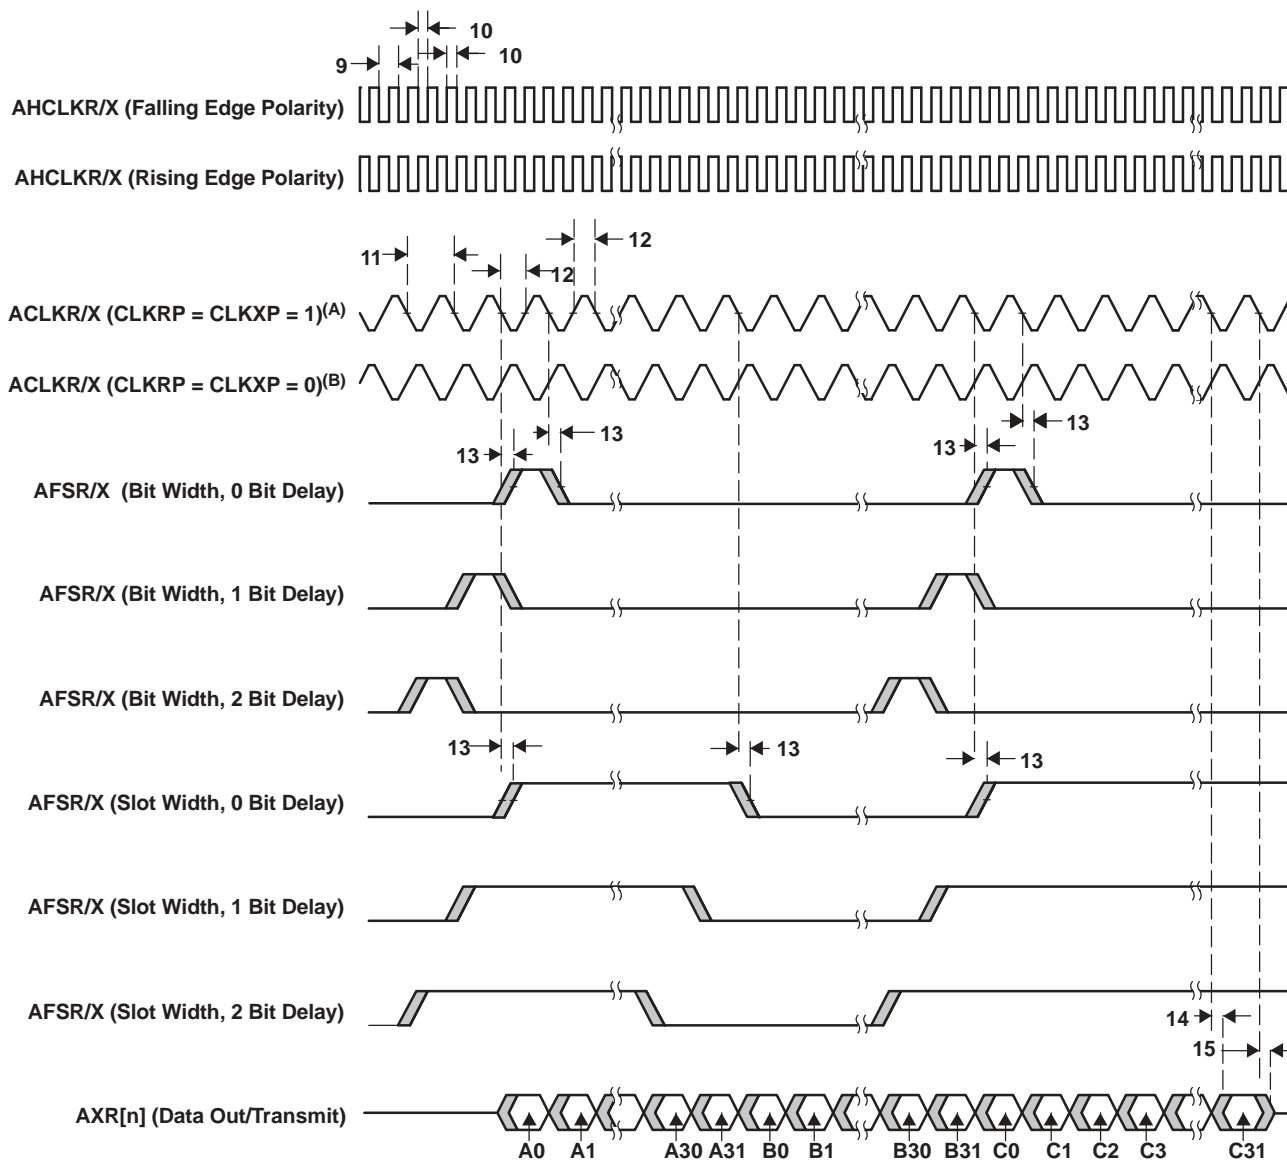 10
10
9
AHCLKR/X (Falling Edge Polarity)
AHCLKR/X (Rising Edge Polarity)
12
11
12
ACLKR/X (CLKRP = CLKXP = 1)(A)
ACLKR/X (CLKRP = CLKXP = 0)(B)
13
13
13
13
AFSR/X (Bit Width, 0 Bit Delay)
AFSR/X (Bit Width, 1 Bit Delay)
AFSR/X (Bit Width, 2 Bit Delay)
13
13
13
AFSR/X (Slot Width, 0 Bit Delay)
AFSR/X (Slot Width, 1 Bit Delay)
AFSR/X (Slot Width, 2 Bit Delay)
14
15
AXR[n] (Data Out/Transmit)
A0 A1 A30 A31 B0 B1 B30 B31 C0 C1 C2 C3 C31